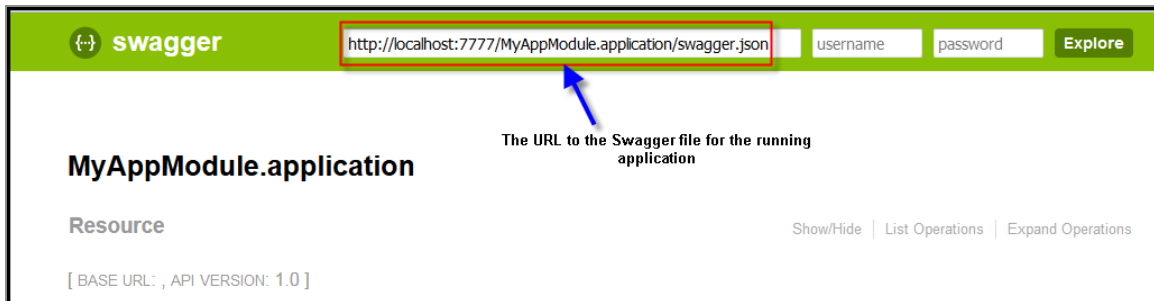 {··} swagger http://localhost:7777/MyAppModule.application/swagger.json username password Explore
The URL to the Swagger file for the running
application
MyAppModule.application
Resource Show/Hide List Operations Expand Operations
[ BASE URL: , API VERSION: 1.0 ]